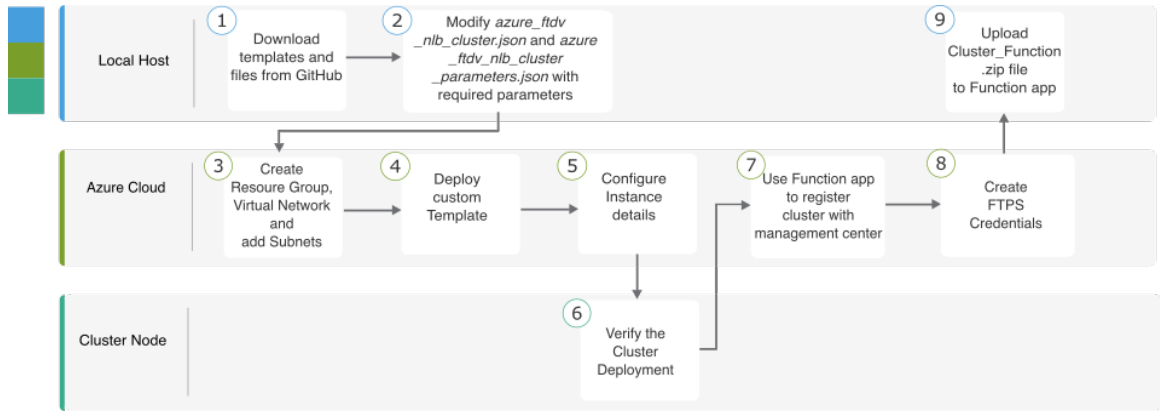 Local Host
1
Download
templates and
files from GitHub
2
Modify azure_ftdv
_nlb_cluster.json and azure
_ftdv_nlb_cluster
_parameters.json with
required parameters
9
Upload
Cluster_Function
.zip file
to Function app
Azure Cloud
3
Create
Resoure Group,
Virtual Network
and
add Subnets
4
Deploy
custom
Template
5
Configure
Instance
details
7
Use Function app
to register
cluster with
management center
8
Create
FTPS
Credentials
Cluster Node
6
Verify the
Cluster
Deployment